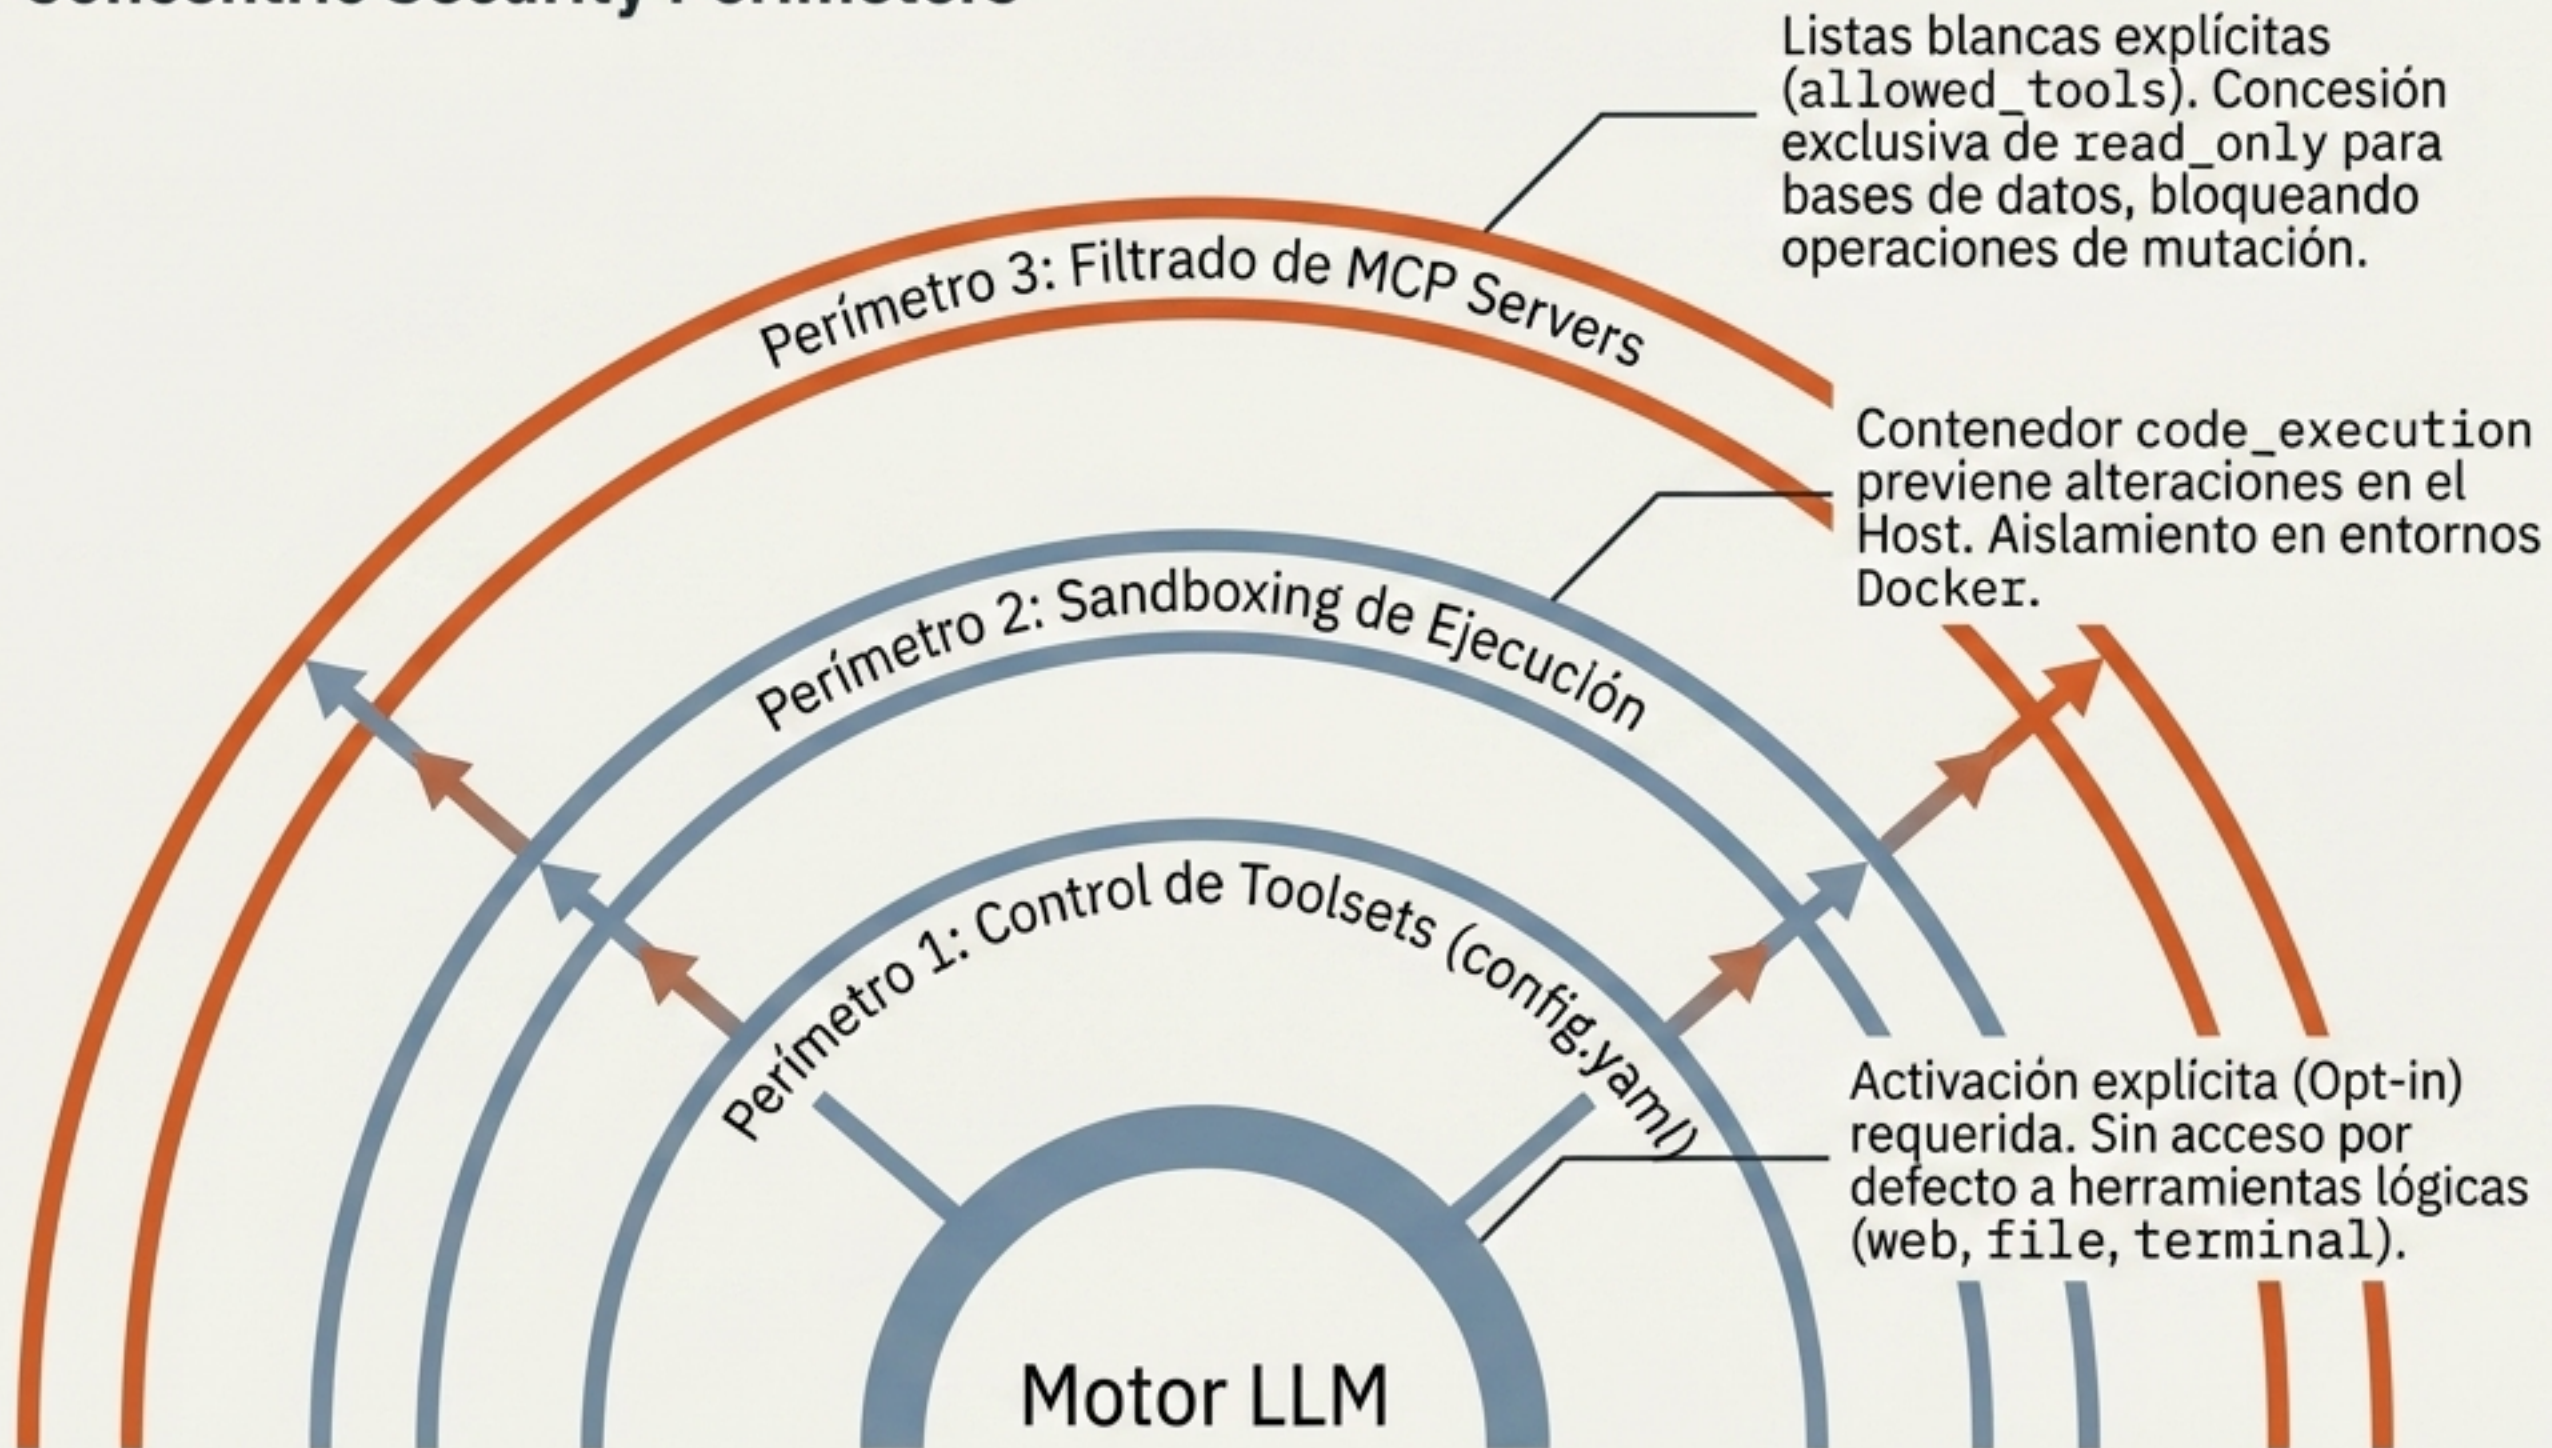 Concentric Security Perimeters
Listas blancas explícitas
(allowed_tools). Concesión
exclusiva de read_only para
bases de datos, bloqueando
operaciones de mutación.
Perímetro 3: Filtrado de MCP Servers
Contenedor code_execution
previene alteraciones en el
Host. Aislamiento en entornos
Docker.
Perímetro 2: Sandboxing de Ejecución
Perímetro 1: Control de Toolsets (config.yaml)
Activación explícita (Opt-in)
requerida. Sin acceso por
defecto a herramientas lógicas
(web, file, terminal).
Motor LLM